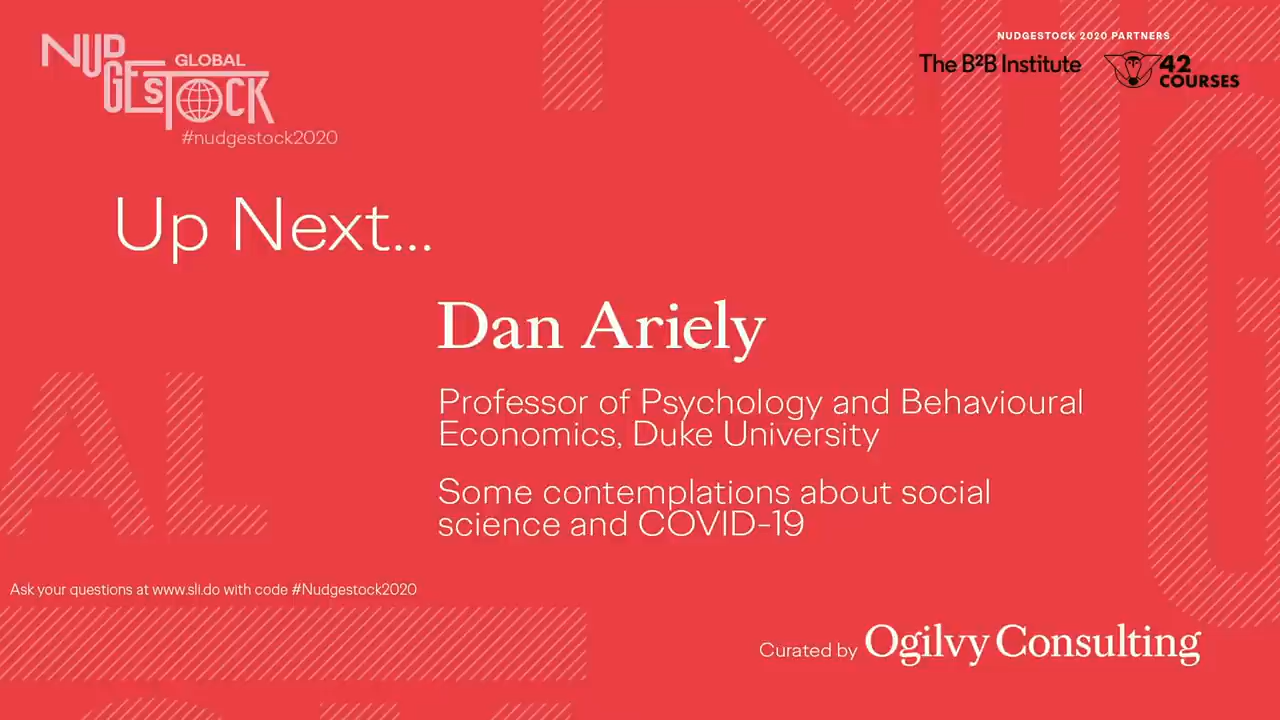 NUDGESTOCK GLOBAL
#nudgestock2020
NUDGESTOCK 2020 PARTNERS
The B²B Institute
42 COURSES
Up Next...
Dan Ariely
Professor of Psychology and Behavioural
Economics, Duke University
Some contemplations about social
science and COVID-19
Ask your questions at www.sli.do with code #Nudgestock2020
Curated by Ogilvy Consulting
AL